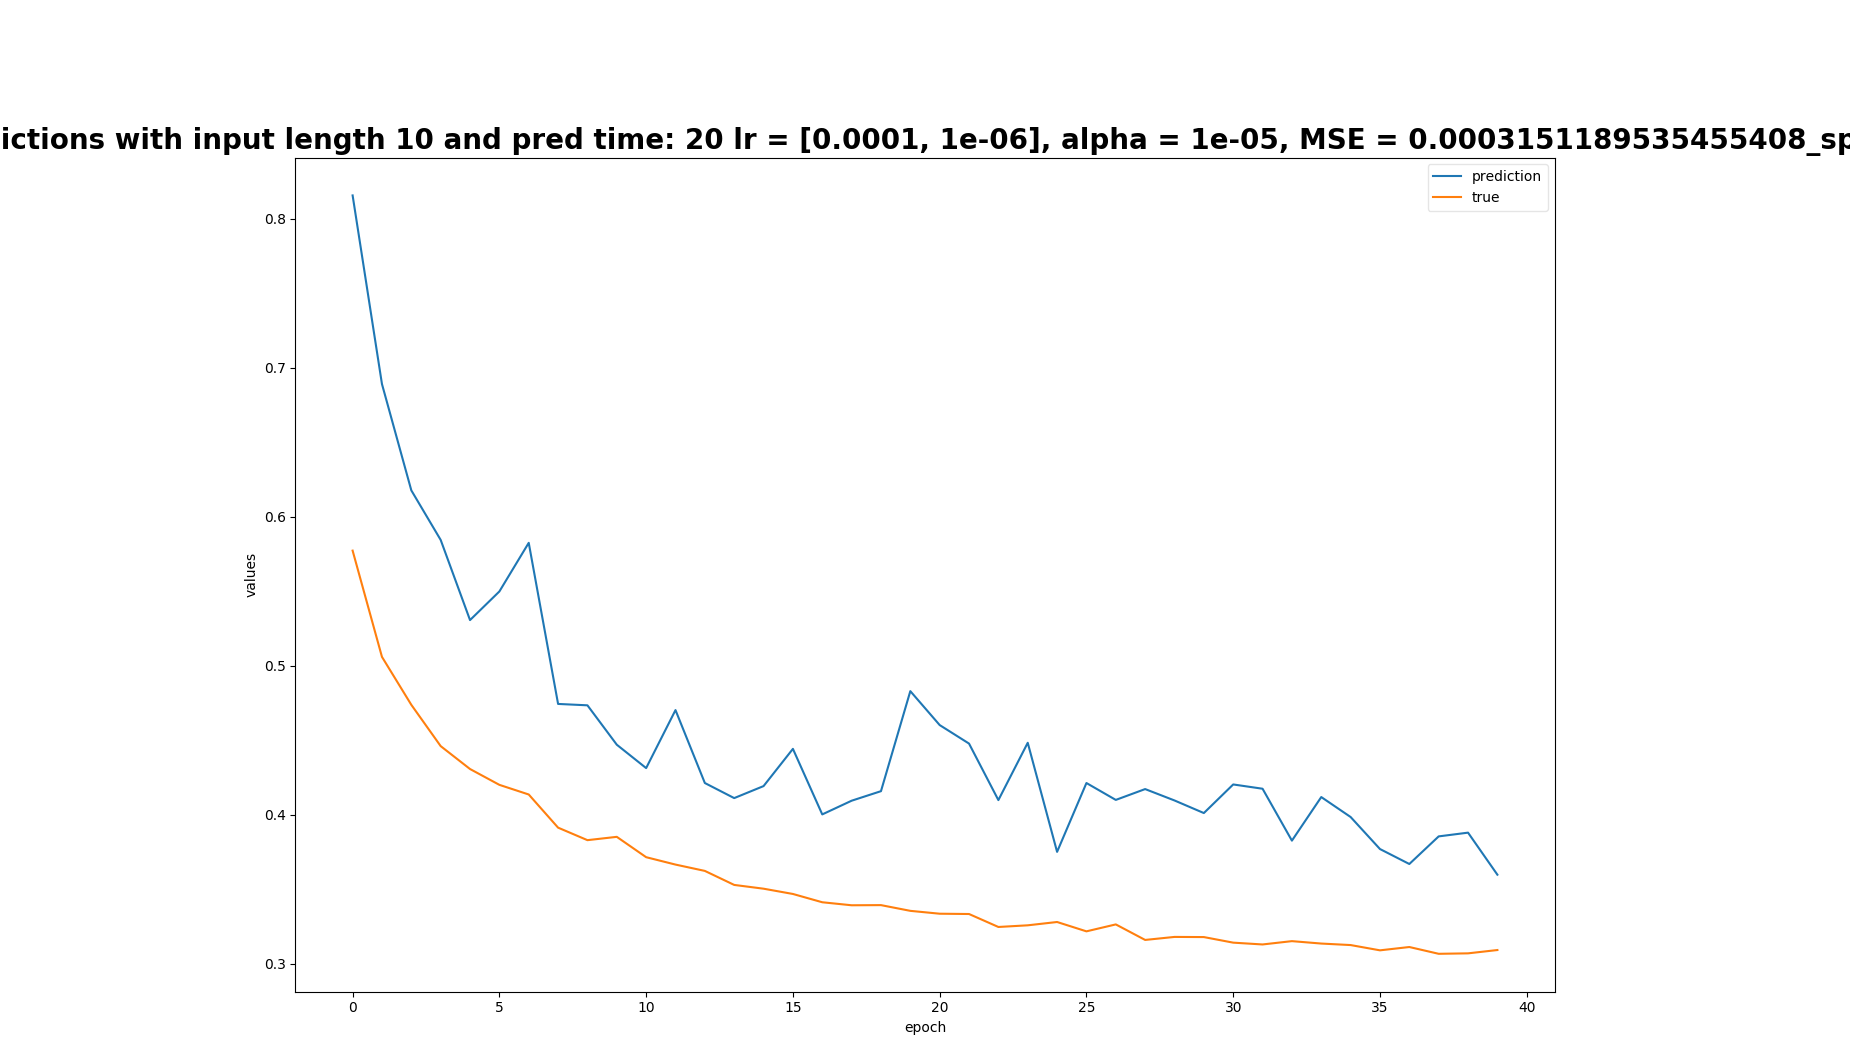 ictions with input length 10 and pred time: 20 lr = [0.0001, 1e-06], alpha = 1e-05, MSE = 0.0003151189535455408_sp
prediction
true
0.8
0.7
0.6
0.5
0.4
0.3
values
0 5 10 15 20 25 30 35 40
epoch